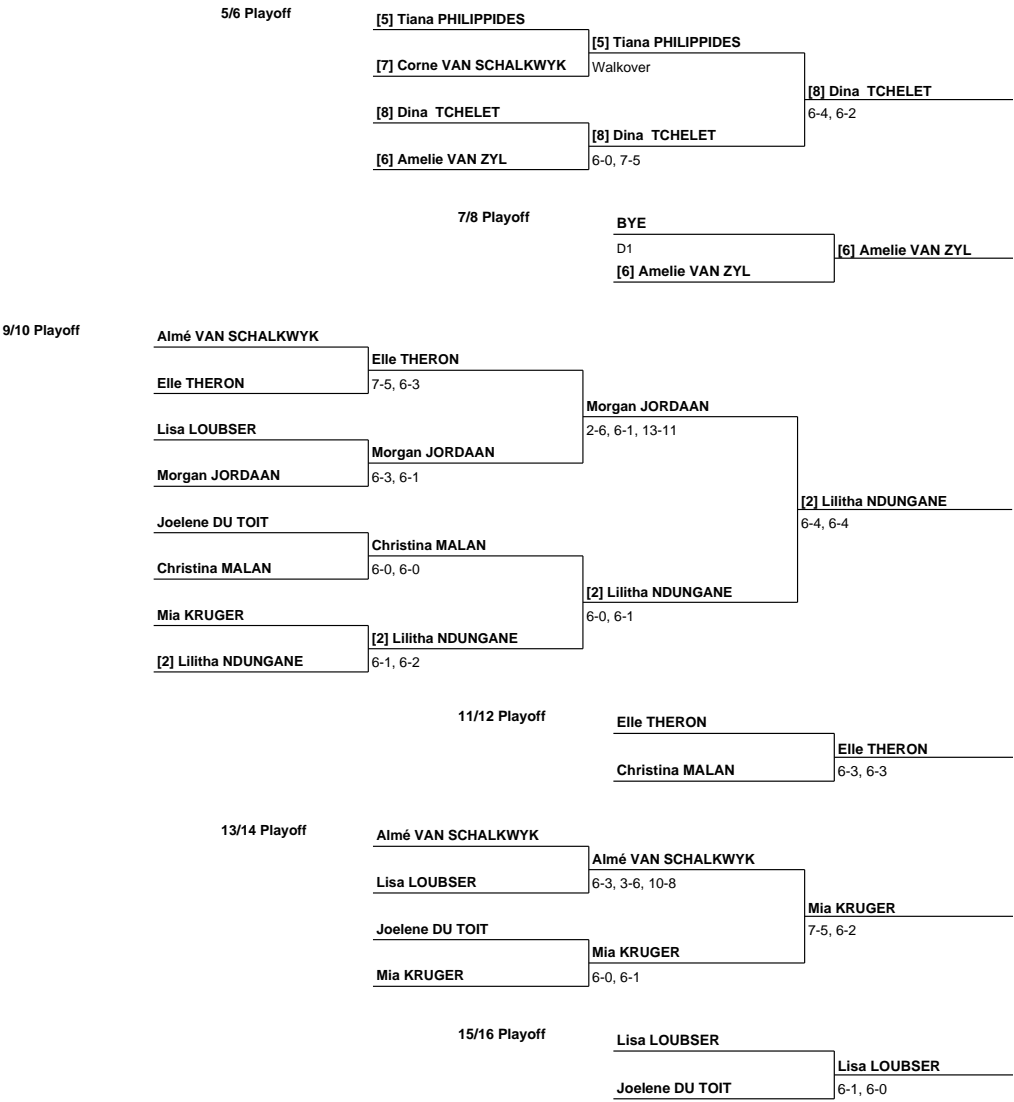 5/6 Playoff
[5] Tiana PHILIPPIDES
[5] Tiana PHILIPPIDES
[7] Corne VAN SCHALKWYK
Walkover
[8] Dina TCHELET
6-4, 6-2
[8] Dina TCHELET
[8] Dina TCHELET
[6] Amelie VAN ZYL
6-0, 7-5
7/8 Playoff
BYE
D1
[6] Amelie VAN ZYL
[6] Amelie VAN ZYL
9/10 Playoff
Almé VAN SCHALKWYK
Elle THERON
Elle THERON
7-5, 6-3
Morgan JORDAAN
2-6, 6-1, 13-11
Lisa LOUBSER
Morgan JORDAAN
Morgan JORDAAN
6-3, 6-1
[2] Lilitha NDUNGANE
6-4, 6-4
Joelene DU TOIT
Christina MALAN
Christina MALAN
6-0, 6-0
[2] Lilitha NDUNGANE
6-0, 6-1
Mia KRUGER
[2] Lilitha NDUNGANE
[2] Lilitha NDUNGANE
6-1, 6-2
11/12 Playoff
Elle THERON
Elle THERON
Christina MALAN
6-3, 6-3
13/14 Playoff
Almé VAN SCHALKWYK
Almé VAN SCHALKWYK
Lisa LOUBSER
6-3, 3-6, 10-8
Mia KRUGER
7-5, 6-2
Joelene DU TOIT
Mia KRUGER
Mia KRUGER
6-0, 6-1
15/16 Playoff
Lisa LOUBSER
Lisa LOUBSER
Joelene DU TOIT
6-1, 6-0